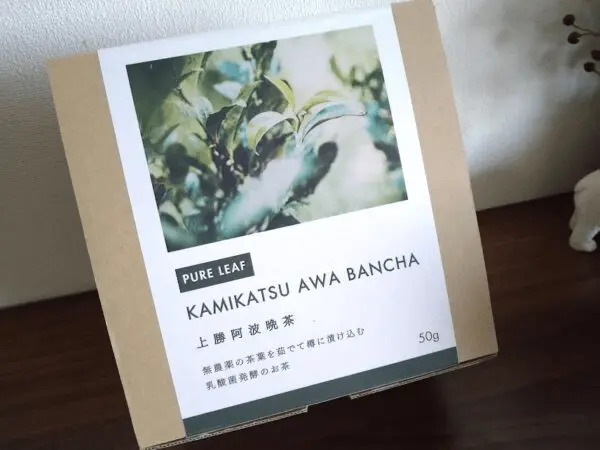 PURE LEAF
KAMIKATSU AWA BANCHA
上勝阿波晩茶
無農薬の茶葉を茹でて樽に漬け込む
乳酸菌発酵のお茶
50g